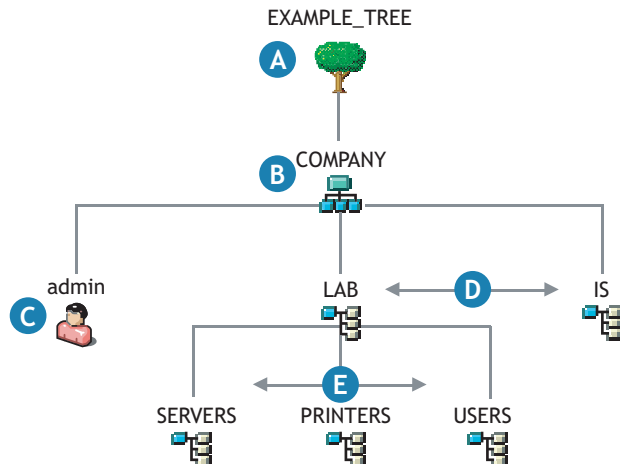 EXAMPLE_TREE
A
COMPANY
B
admin
C
LAB
D
IS
E
SERVERS
PRINTERS
USERS